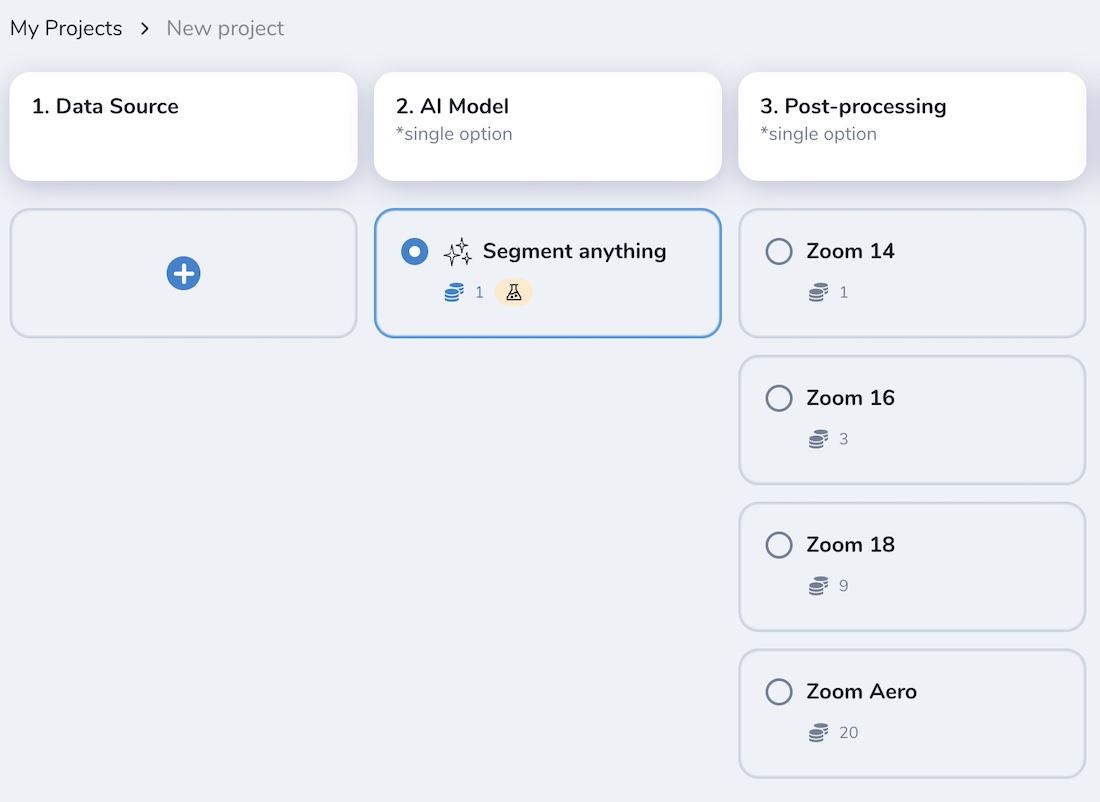 My Projects > New project
1. Data Source
2. AI Model
*single option
3. Post-processing
*single option
Segment anything
1
Zoom 14
1
Zoom 16
3
Zoom 18
9
Zoom Aero
20